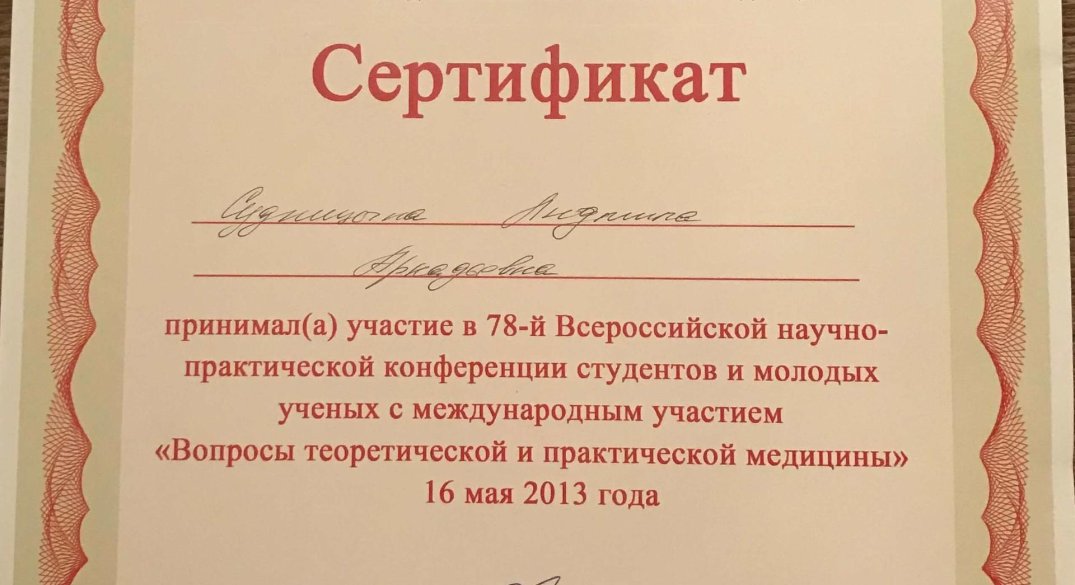 Сертификат
Судницына Людмила
Аркадьевна
принимал(а) участие в 78-й Всероссийской научно-
практической конференции студентов и молодых
ученых с международным участием
«Вопросы теоретической и практической медицины»
16 мая 2013 года